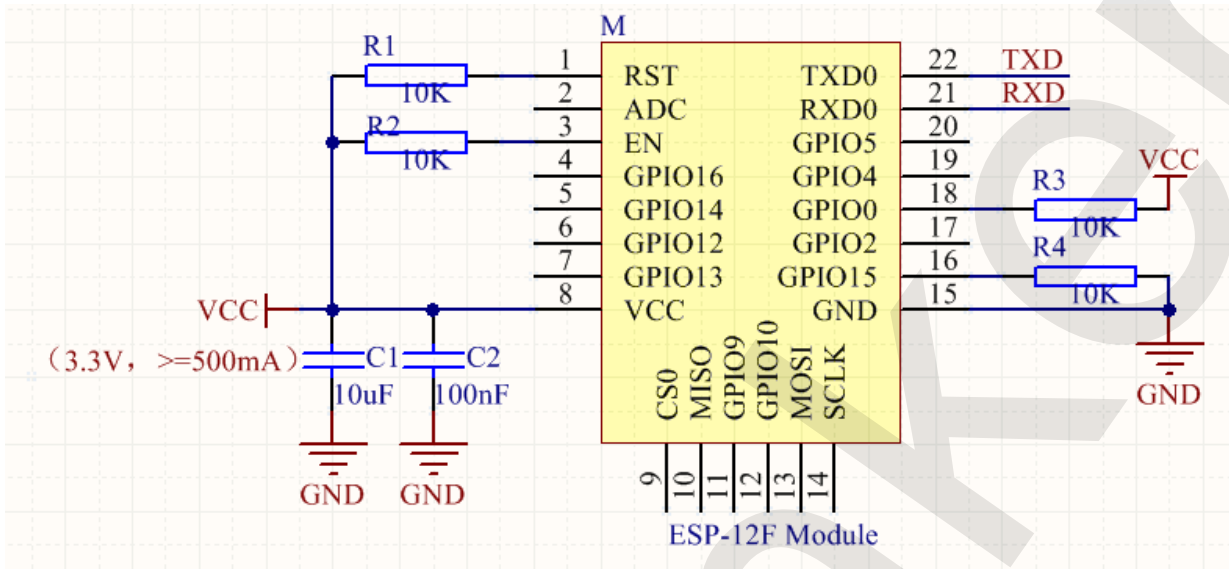 M
R1
10K
R2
10K
1
2
3
4
5
6
7
8
RST
ADC
EN
GPIO16
GPIO14
GPIO12
GPIO13
VCC
TXD0
RXD0
GPIO5
GPIO4
GPIO0
GPIO2
GPIO15
GND
22
21
20
19
18
17
16
15
TXD
RXD
VCC
R3
10K
R4
10K
GND
VCC
（3.3V，>=500mA）
C1
10uF
C2
100nF
GND
GND
CS0
MISO
GPIO9
GPIO10
MOSI
SCLK
9
10
11
12
13
14
ESP-12F Module